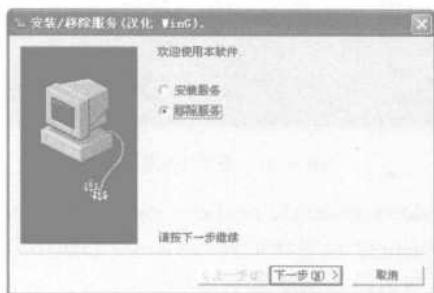 安装/移除服务(汉化 WinG).
欢迎使用本软件.
安装服务
移除服务
请按下一步继续
<上一步(B) 下一步(N) > 取消